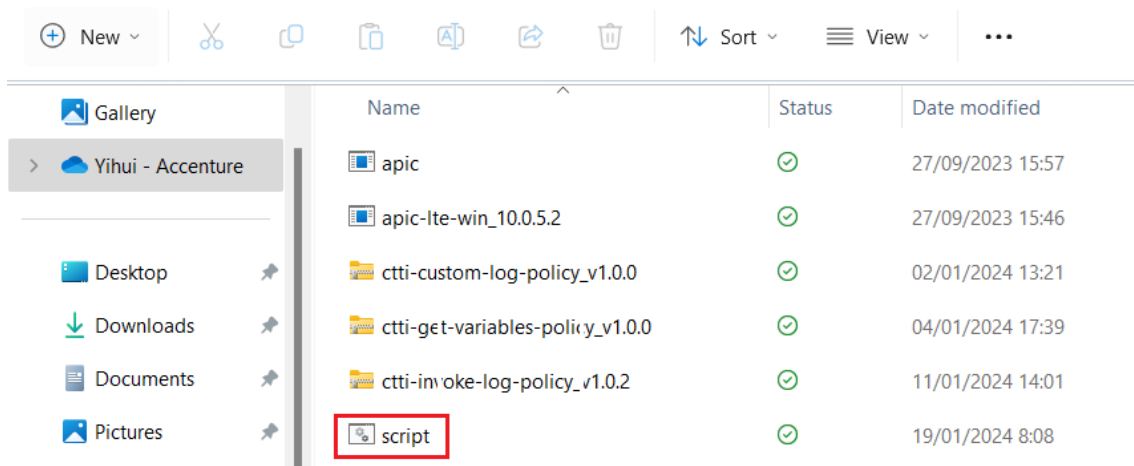 New Sort View
Gallery
Yihui - Accenture
Desktop
Downloads
Documents
Pictures
Name Status Date modified
apic 27/09/2023 15:57
apic-lte-win_10.0.5.2 27/09/2023 15:46
ctti-custom-log-policy_v1.0.0 02/01/2024 13:21
ctti-get-variables-policy_v1.0.0 04/01/2024 17:39
ctti-invoke-log-policy_v1.0.2 11/01/2024 14:01
script 19/01/2024 8:08